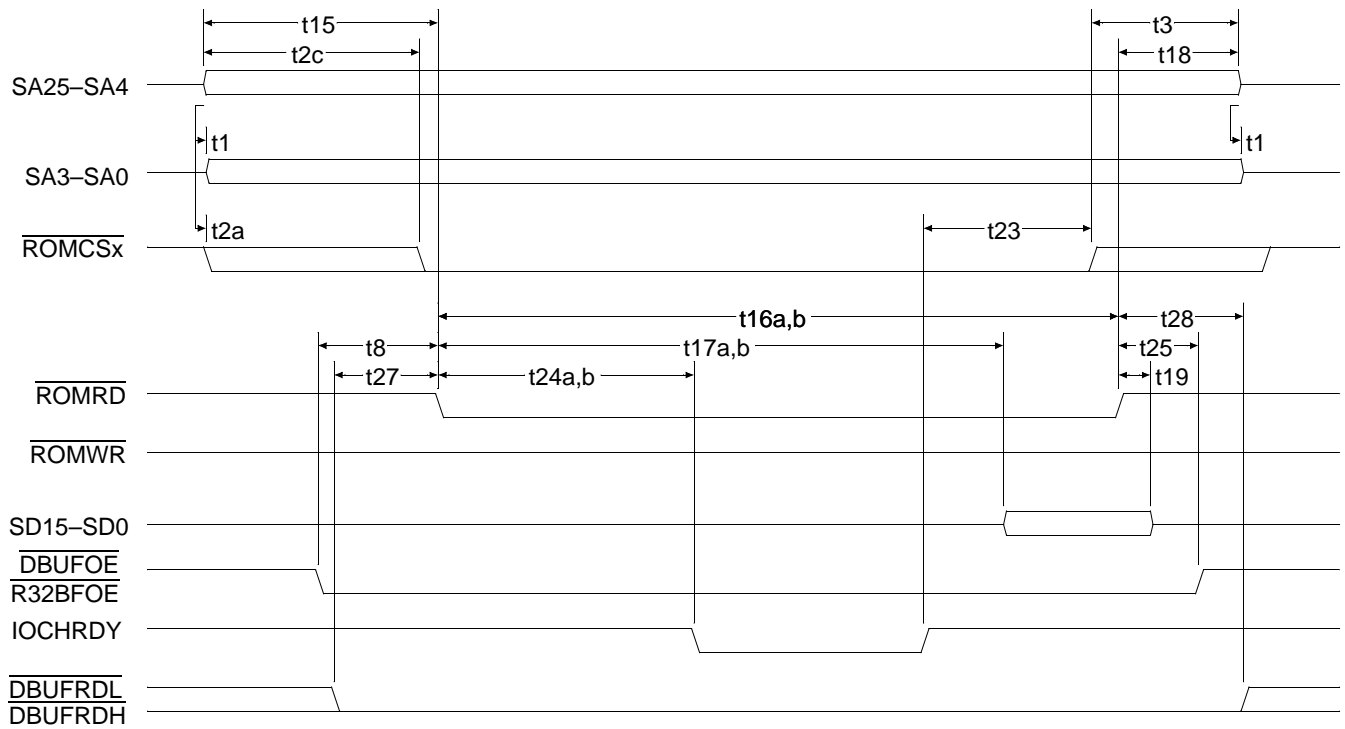 t15
t3
t2c
t18
SA25–SA4
t1
t1
SA3–SA0
t2a
t23
ROMCSx
t16a,b
t28
t8
t17a,b
t25
t27
t24a,b
t19
ROMRD
ROMWR
SD15–SD0
DBUFOE
R32BFOE
IOCHRDY
DBUFRDL
DBUFRDH